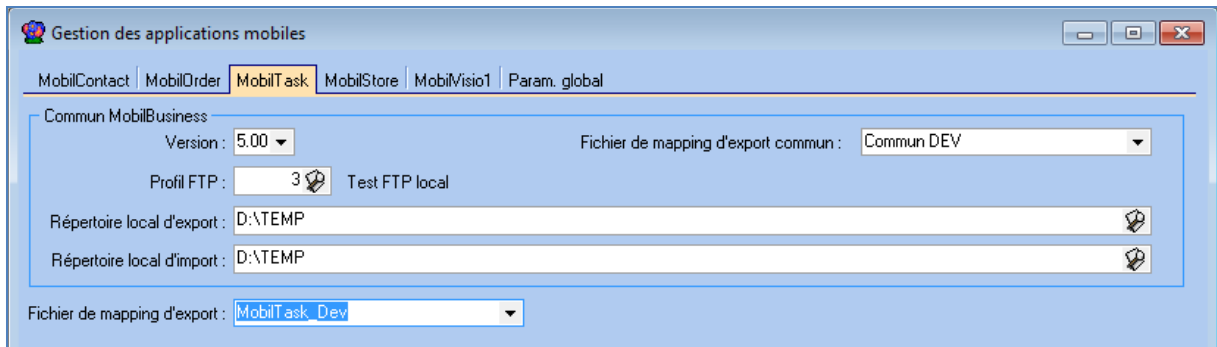 Gestion des applications mobiles
MobilContact MobilOrder MobilTask MobilStore MobilVisio1 Param. global
Commun MobilBusiness
Version : 5.00 Fichier de mapping d'export commun : Commun DEV
Profil FTP : 3 Test FTP local
Répertoire local d'export : D:\TEMP
Répertoire local d'import : D:\TEMP
Fichier de mapping d'export : MobilTask_Dev